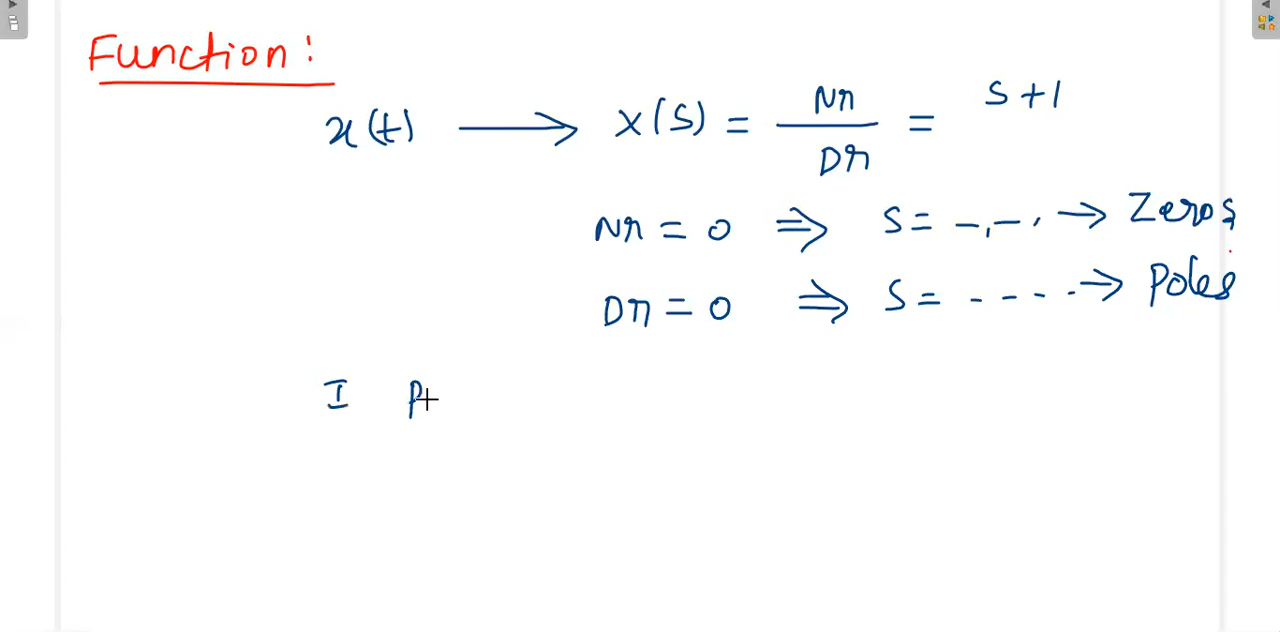 Function :
x(t) ⟶ X(S) = Nr / Dr = S+1
Nr = 0 ⇒ S = –, – , → Zeros
Dr = 0 ⇒ S = - - - - → Poles
I P